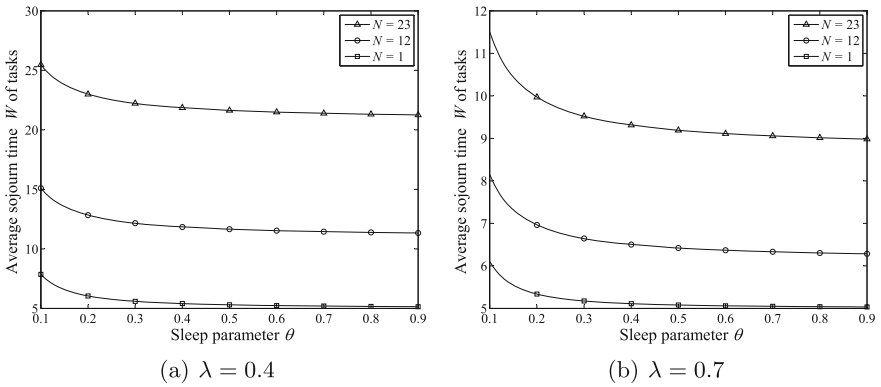 30
25
20
15
10
5
Average sojourn time W of tasks
N = 23
N = 12
N = 1
0.1 0.2 0.3 0.4 0.5 0.6 0.7 0.8 0.9
Sleep parameter θ
(a) λ = 0.4
12
11
10
9
8
7
6
5
Average sojourn time W of tasks
N = 23
N = 12
N = 1
0.1 0.2 0.3 0.4 0.5 0.6 0.7 0.8 0.9
Sleep parameter θ
(b) λ = 0.7